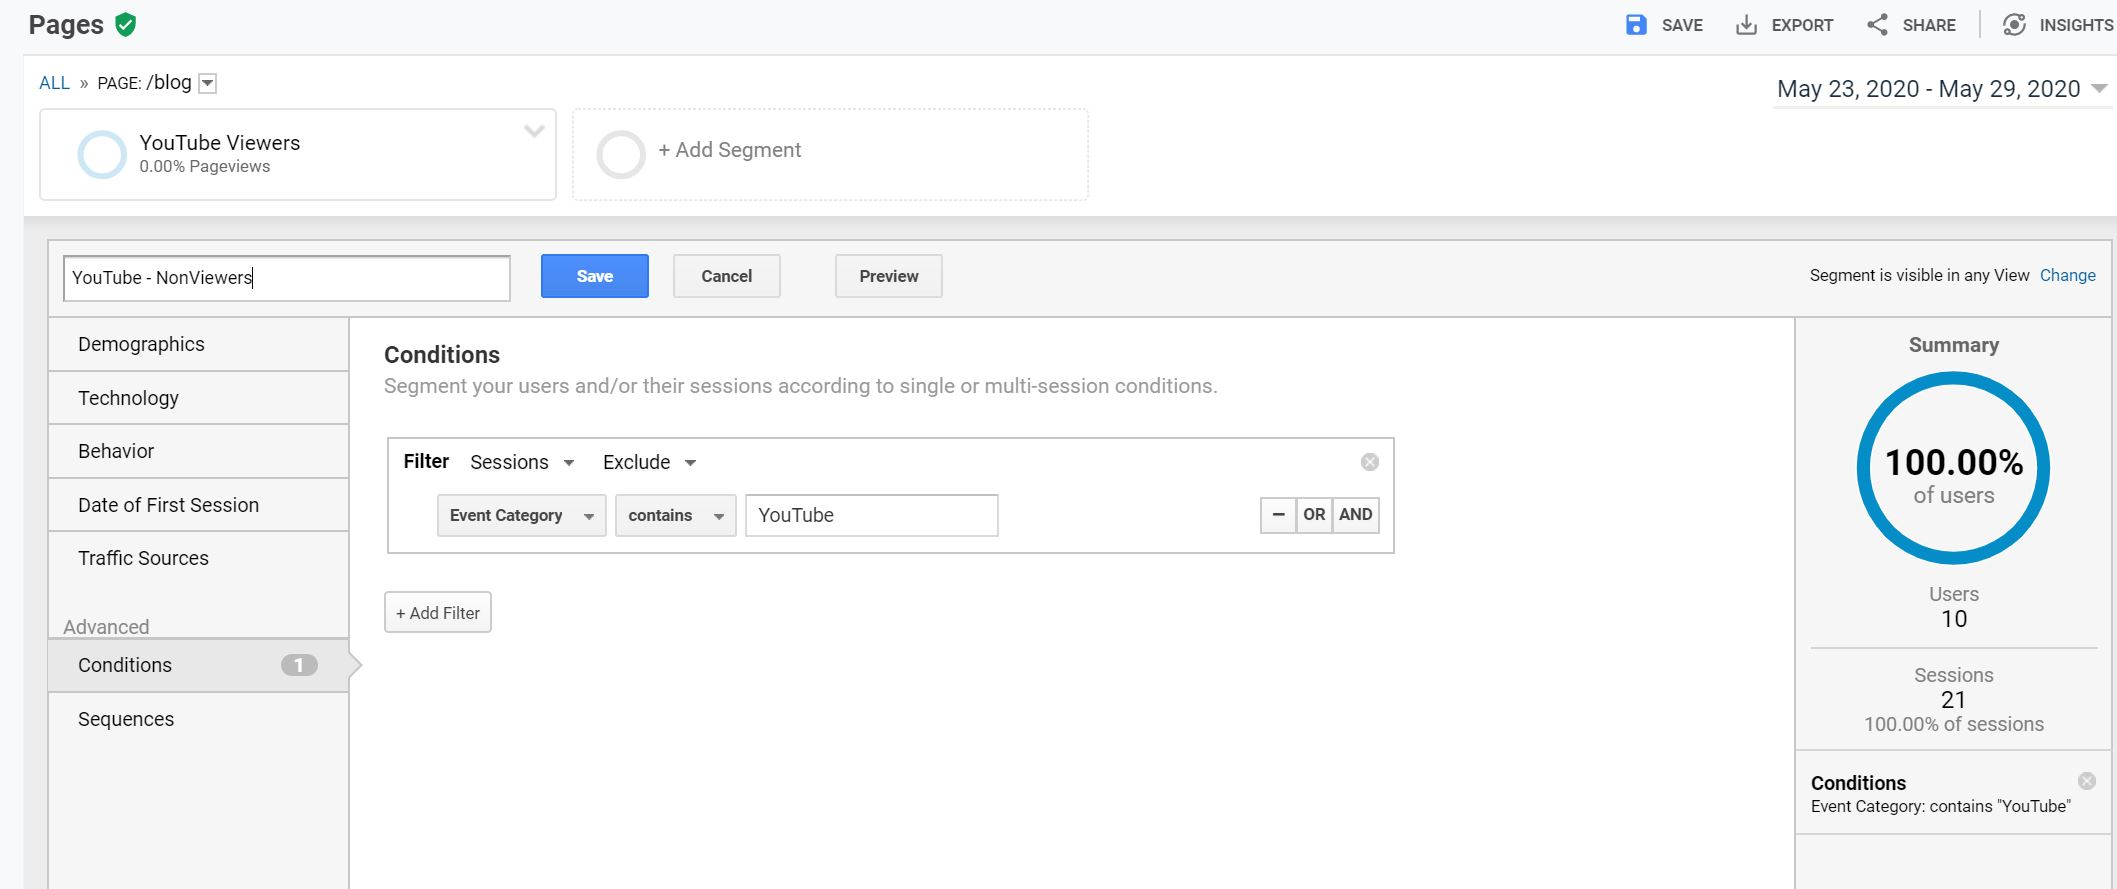 Pages
SAVE EXPORT SHARE INSIGHTS
ALL » PAGE: /blog
May 23, 2020 - May 29, 2020
YouTube Viewers
0.00% Pageviews
+ Add Segment
YouTube - NonViewers
Save Cancel Preview
Segment is visible in any View Change
Demographics
Technology
Behavior
Date of First Session
Traffic Sources
Advanced
Conditions 1
Sequences
Conditions
Segment your users and/or their sessions according to single or multi-session conditions.
Filter Sessions Exclude
Event Category contains YouTube – OR AND
+ Add Filter
Summary
100.00%
of users
Users
10
Sessions
21
100.00% of sessions
Conditions
Event Category: contains "YouTube"